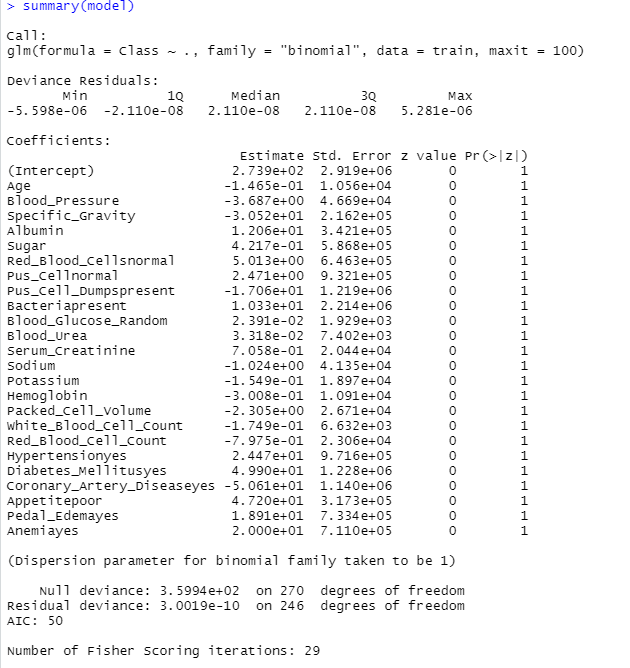 > summary(model)
Call:
glm(formula = Class ~ ., family = "binomial", data = train, maxit = 100)
Deviance Residuals:
Min 1Q Median 3Q Max
-5.598e-06 -2.110e-08 2.110e-08 2.110e-08 5.281e-06
Coefficients:
Estimate Std. Error z value Pr(>|z|)
(Intercept) 2.739e+02 2.919e+06 0 1
Age -1.465e-01 1.056e+04 0 1
Blood_Pressure -3.687e+00 4.669e+04 0 1
Specific_Gravity -3.052e+01 2.162e+05 0 1
Albumin 1.206e+01 3.421e+05 0 1
Sugar 4.217e-01 5.868e+05 0 1
Red_Blood_Cellsnormal 5.013e+00 6.463e+05 0 1
Pus_Cellnormal 2.471e+00 9.321e+05 0 1
Pus_Cell_Dumpspresent -1.706e+01 1.219e+06 0 1
Bacteriapresent 1.033e+01 2.214e+06 0 1
Blood_Glucose_Random 2.391e-02 1.929e+03 0 1
Blood_Urea 3.318e-02 7.402e+03 0 1
Serum_Creatinine 7.058e-01 2.044e+04 0 1
Sodium -1.024e+00 4.135e+04 0 1
Potassium -1.549e-01 1.897e+04 0 1
Hemoglobin -3.008e-01 1.091e+04 0 1
Packed_Cell_Volume -2.305e+00 2.671e+04 0 1
White_Blood_Cell_Count -1.749e-01 6.632e+03 0 1
Red_Blood_Cell_Count -7.975e-01 2.306e+04 0 1
Hypertensionyes 2.447e+01 9.716e+05 0 1
Diabetes_Mellitusyes 4.990e+01 1.228e+06 0 1
Coronary_Artery_Diseaseyes -5.061e+01 1.140e+06 0 1
Appetitepoor 4.720e+01 3.173e+05 0 1
Pedal_Edemayes 1.891e+01 7.334e+05 0 1
Anemiayes 2.000e+01 7.110e+05 0 1
(Dispersion parameter for binomial family taken to be 1)
Null deviance: 3.5994e+02 on 270 degrees of freedom
Residual deviance: 3.0019e-10 on 246 degrees of freedom
AIC: 50
Number of Fisher Scoring iterations: 29